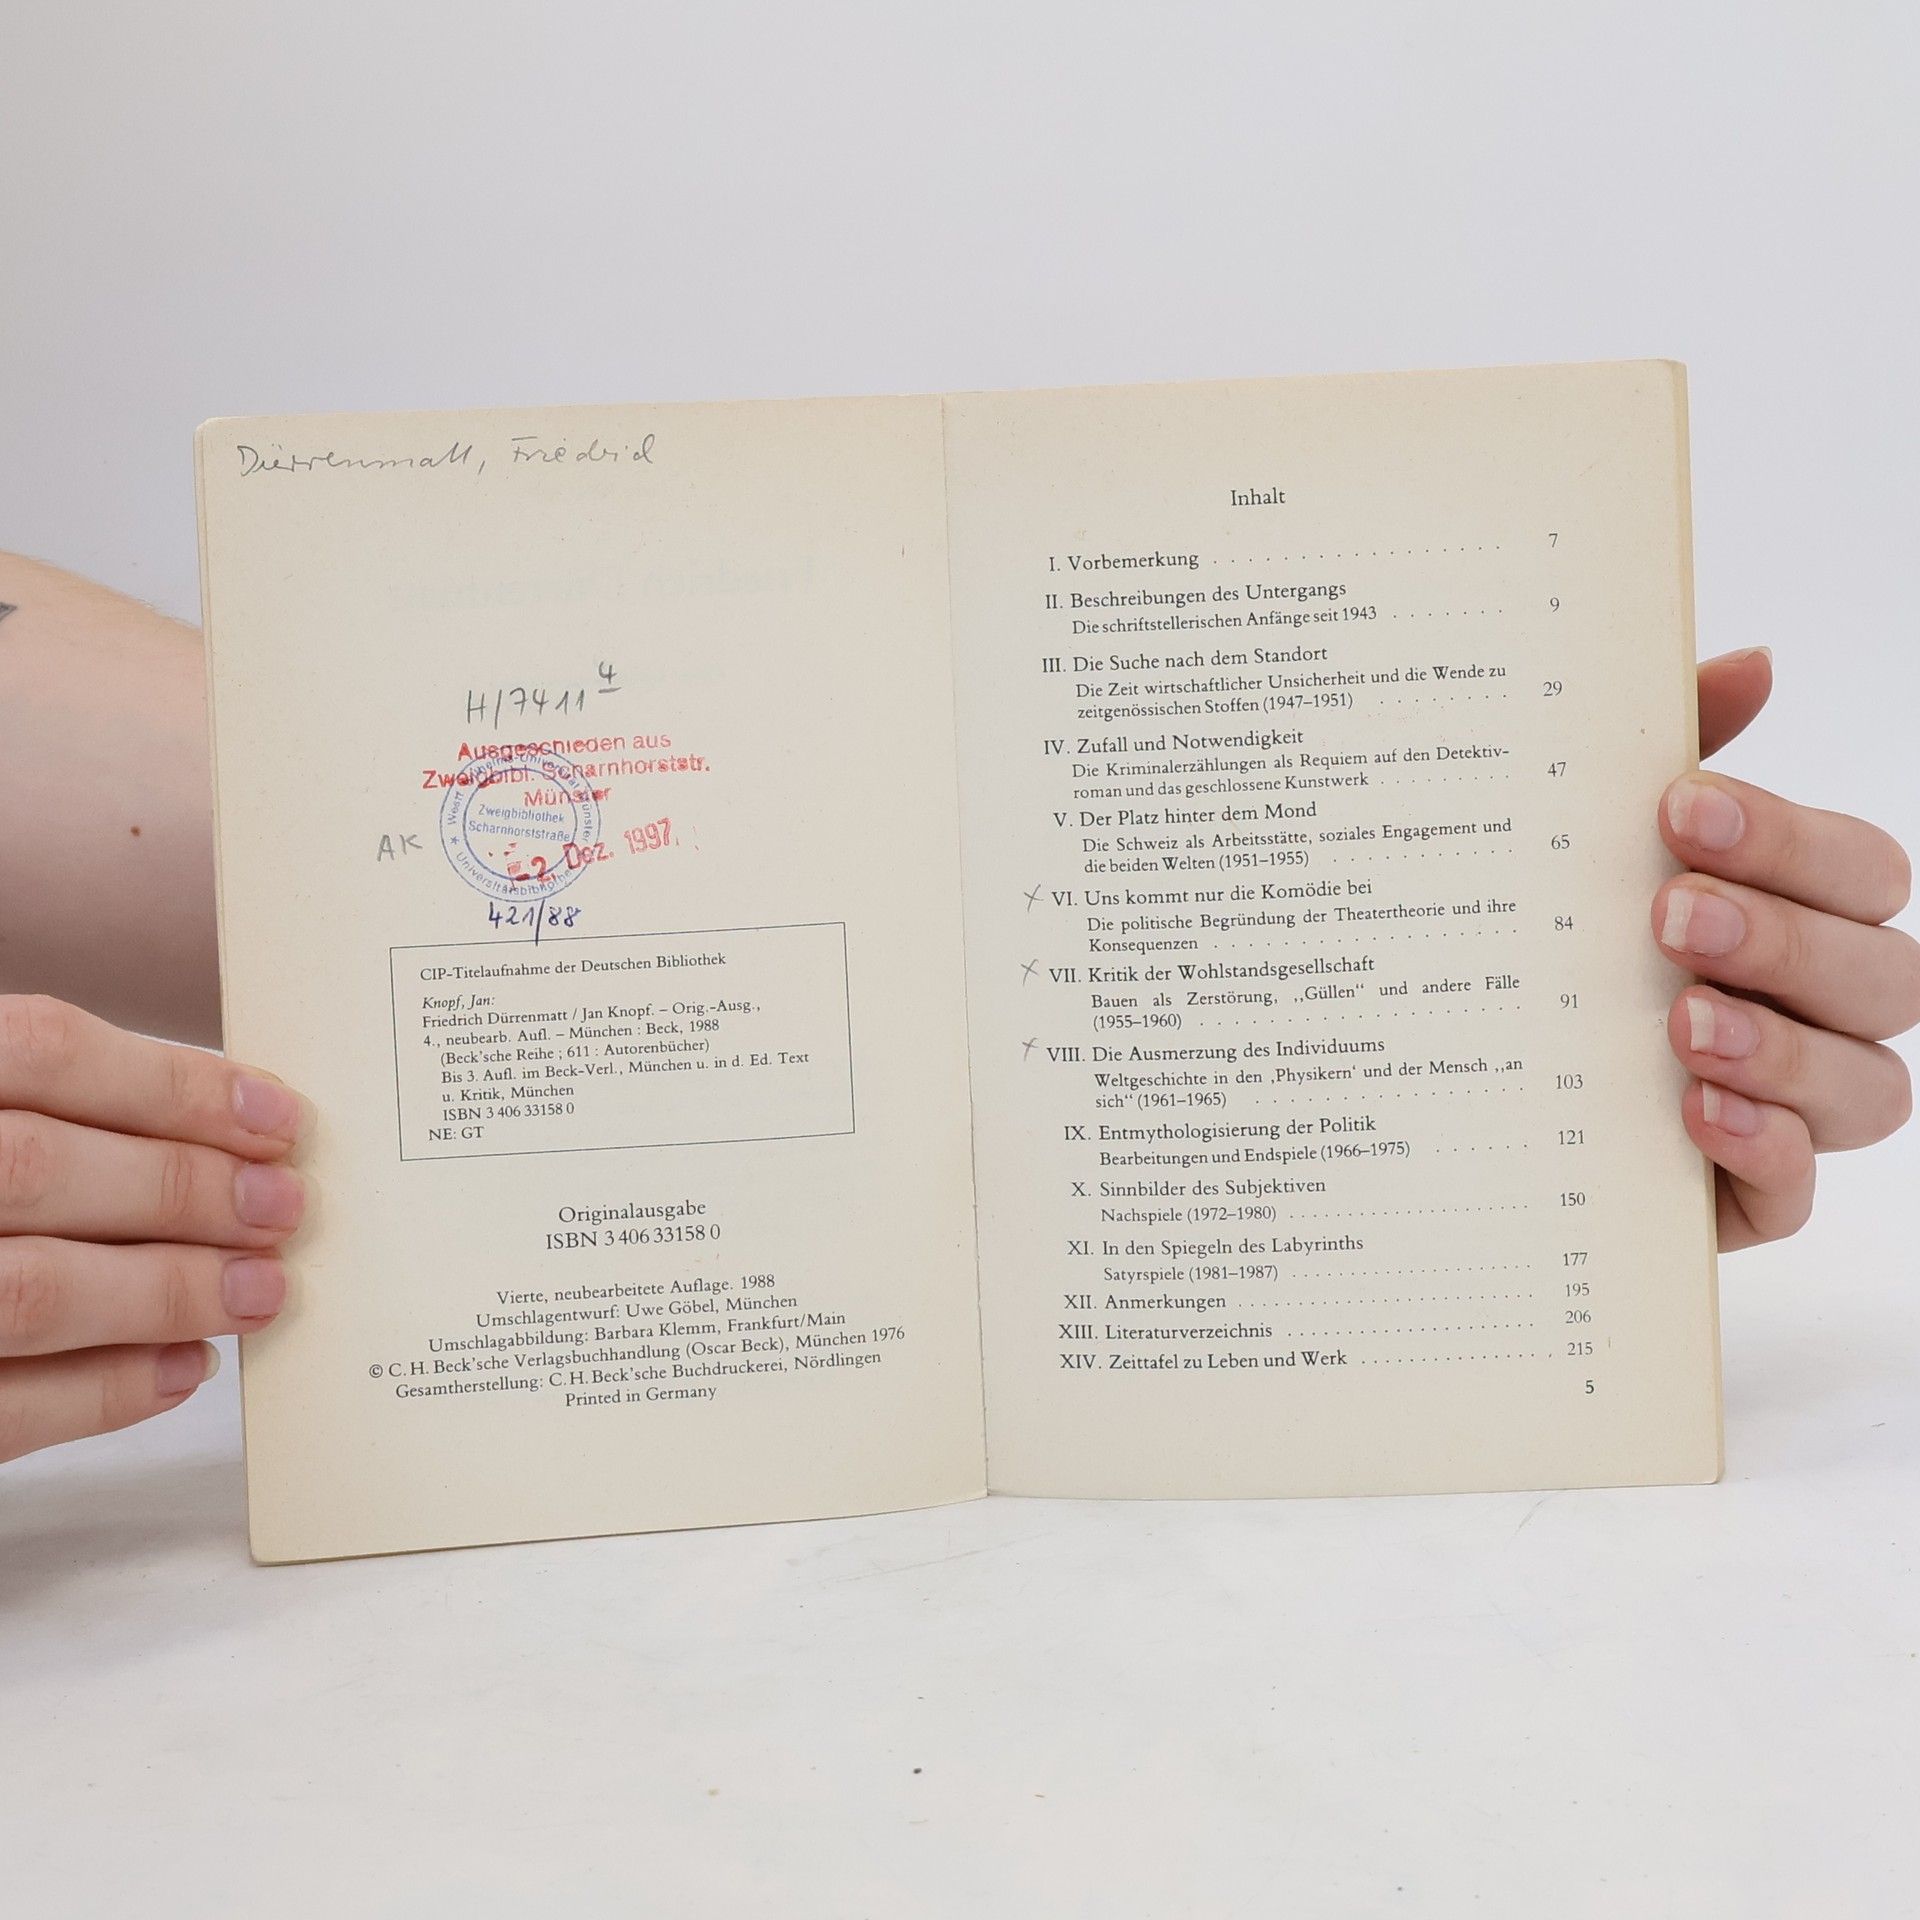 Dürrenmatt, Friedrich
H/7411 4
Ausgeschieden aus
Zweigbibl. Scharnhorststr.
Münster
Westf. Wilhelms-Universität Münster
Zweigbibliothek
Scharnhorststraße
* Universitätsbibliothek
AK
2. Dez. 1997
421/88
CIP-Titelaufnahme der Deutschen Bibliothek
Knopf, Jan:
Friedrich Dürrenmatt / Jan Knopf. – Orig.-Ausg.,
4., neubearb. Aufl. – München : Beck, 1988
(Beck'sche Reihe ; 611 : Autorenbücher)
Bis 3. Aufl. im Beck-Verl., München u. in d. Ed. Text
u. Kritik, München
ISBN 3 406 33158 0
NE: GT
Originalausgabe
ISBN 3 406 33158 0
Vierte, neubearbeitete Auflage. 1988
Umschlagentwurf: Uwe Göbel, München
Umschlagabbildung: Barbara Klemm, Frankfurt/Main
© C. H. Beck'sche Verlagsbuchhandlung (Oscar Beck), München 1976
Gesamtherstellung: C. H. Beck'sche Buchdruckerei, Nördlingen
Printed in Germany
Inhalt
I. Vorbemerkung . . . . . . . . . . . . . . . . . 7
II. Beschreibungen des Untergangs
Die schriftstellerischen Anfänge seit 1943 . . . . . . . 9
III. Die Suche nach dem Standort
Die Zeit wirtschaftlicher Unsicherheit und die Wende zu
zeitgenössischen Stoffen (1947–1951) . . . . . . . . 29
IV. Zufall und Notwendigkeit
Die Kriminalerzählungen als Requiem auf den Detektiv-
roman und das geschlossene Kunstwerk . . . . . . . . 47
V. Der Platz hinter dem Mond
Die Schweiz als Arbeitsstätte, soziales Engagement und
die beiden Welten (1951–1955) . . . . . . . . . . . 65
x VI. Uns kommt nur die Komödie bei
Die politische Begründung der Theatertheorie und ihre
Konsequenzen . . . . . . . . . . . . . . . . . . 84
x VII. Kritik der Wohlstandsgesellschaft
Bauen als Zerstörung, ,,Güllen“ und andere Fälle
(1955–1960) . . . . . . . . . . . . . . . . . . . 91
x VIII. Die Ausmerzung des Individuums
Weltgeschichte in den ,Physikern‘ und der Mensch ,,an
sich“ (1961–1965) . . . . . . . . . . . . . . . . 103
IX. Entmythologisierung der Politik
Bearbeitungen und Endspiele (1966–1975) . . . . . . 121
X. Sinnbilder des Subjektiven
Nachspiele (1972–1980) . . . . . . . . . . . . . . . . . . . . 150
XI. In den Spiegeln des Labyrinths
Satyrspiele (1981–1987) . . . . . . . . . . . . . . . . . . . . 177
XII. Anmerkungen . . . . . . . . . . . . . . . . . . . . . . . . 195
XIII. Literaturverzeichnis . . . . . . . . . . . . . . . . . . . . 206
XIV. Zeittafel zu Leben und Werk . . . . . . . . . . . . . . . 215
5